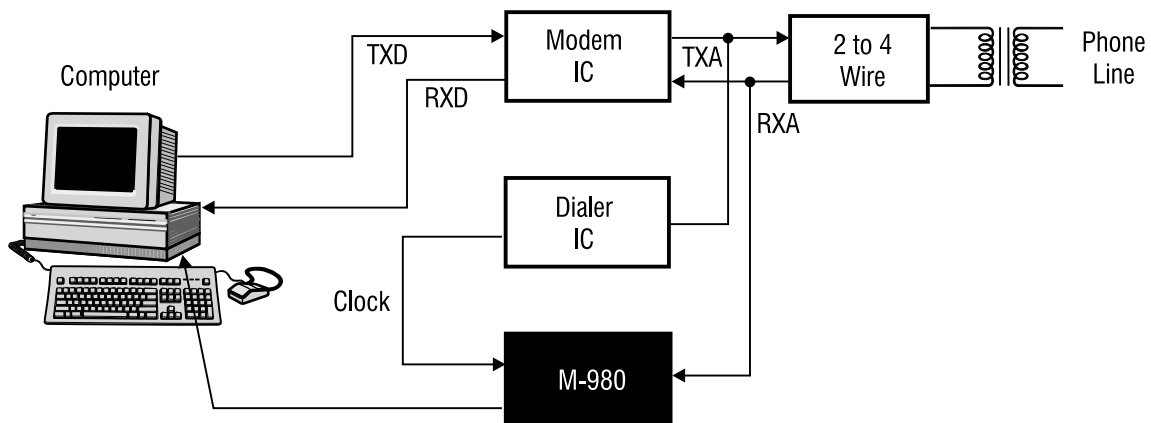 Computer
TXD
RXD
Modem
IC
TXA
RXA
2 to 4
Wire
Phone
Line
Dialer
IC
Clock
M-980